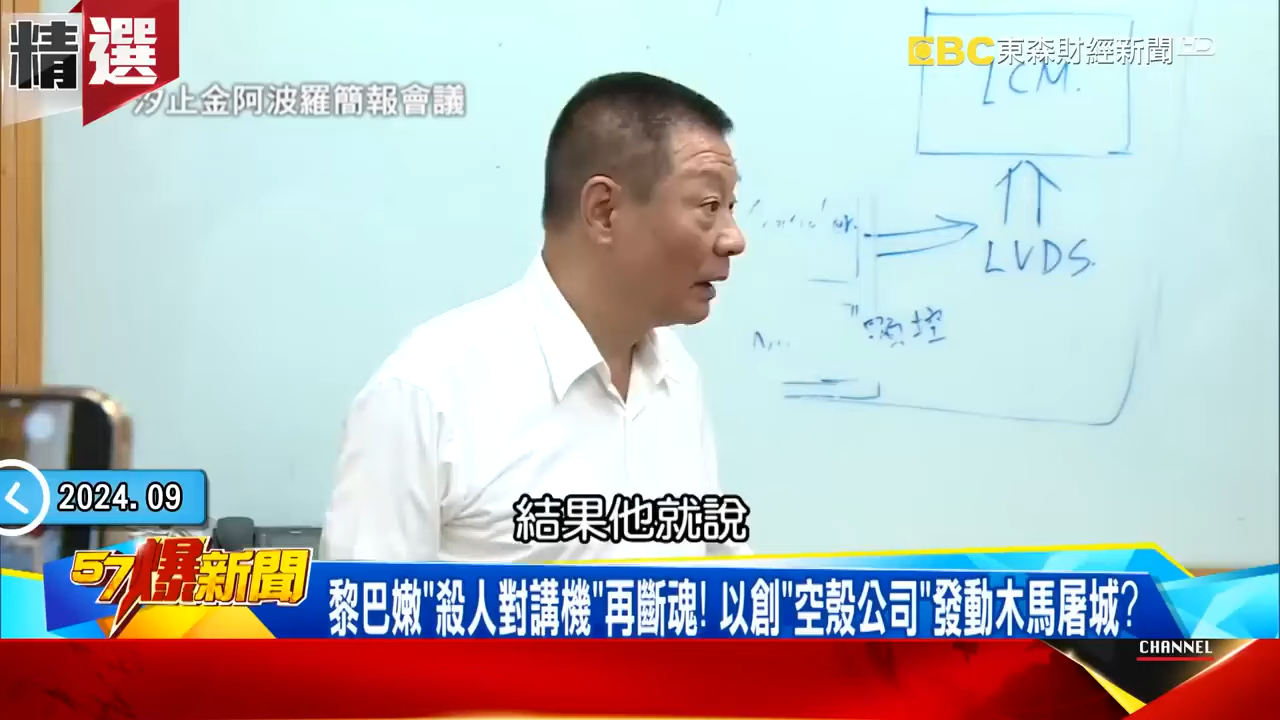 精選
EBC 東森財經新聞 HD
汐止金阿波羅簡報會議
LCM.
LVDS.
2024.09
結果他就說
57爆新聞
黎巴嫩"殺人對講機"再斷魂! 以創"空殼公司"發動木馬屠城?
CHANNEL